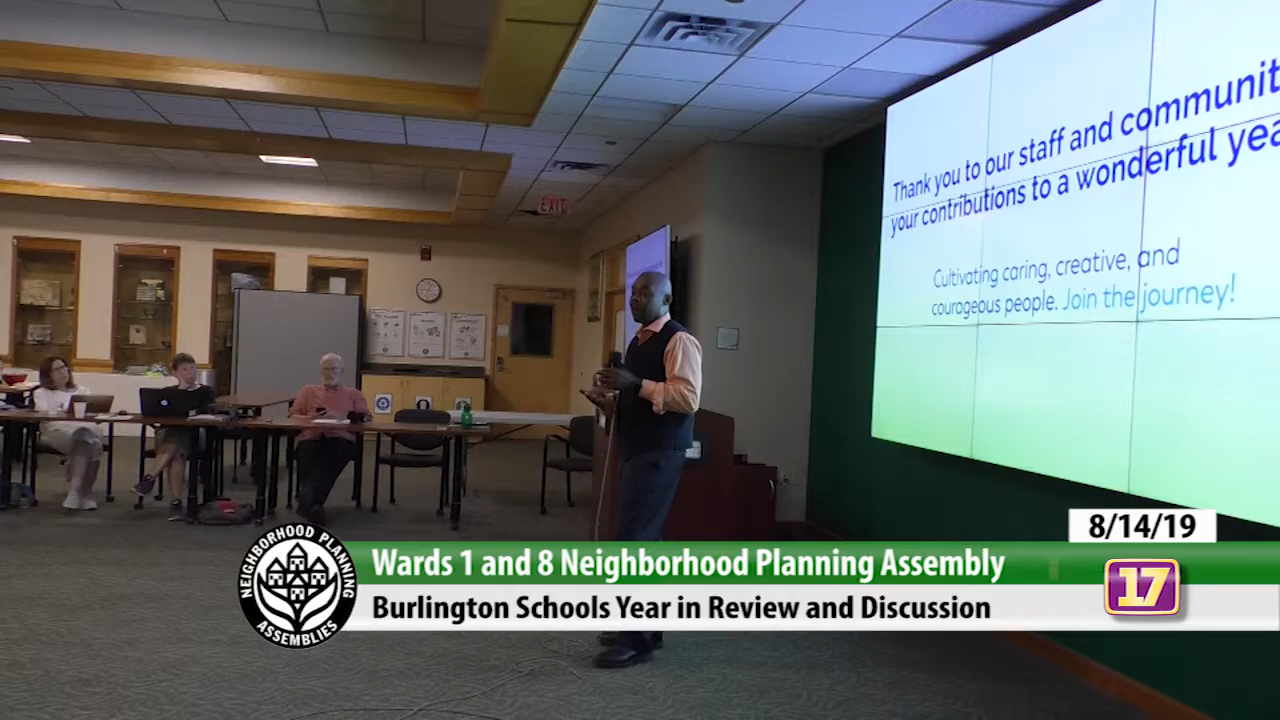 Thank you to our staff and communit
your contributions to a wonderful yea
Cultivating caring, creative, and
courageous people. Join the journey!
EXIT
8/14/19
NEIGHBORHOOD PLANNING
ASSEMBLIES
Wards 1 and 8 Neighborhood Planning Assembly
Burlington Schools Year in Review and Discussion
17